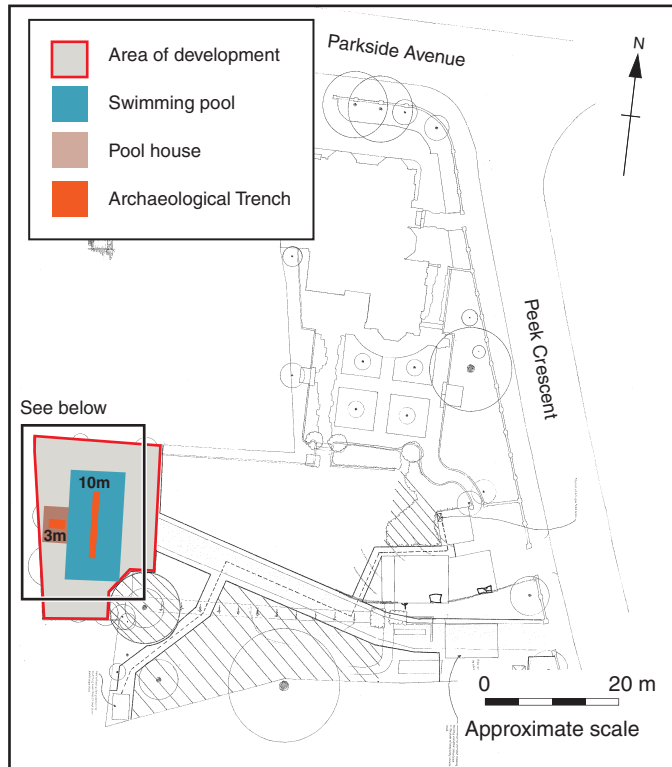 Area of development
Swimming pool
Pool house
Archaeological Trench
Parkside Avenue
N
Peek Crescent
See below
10m
3m
0 20 m
Approximate scale